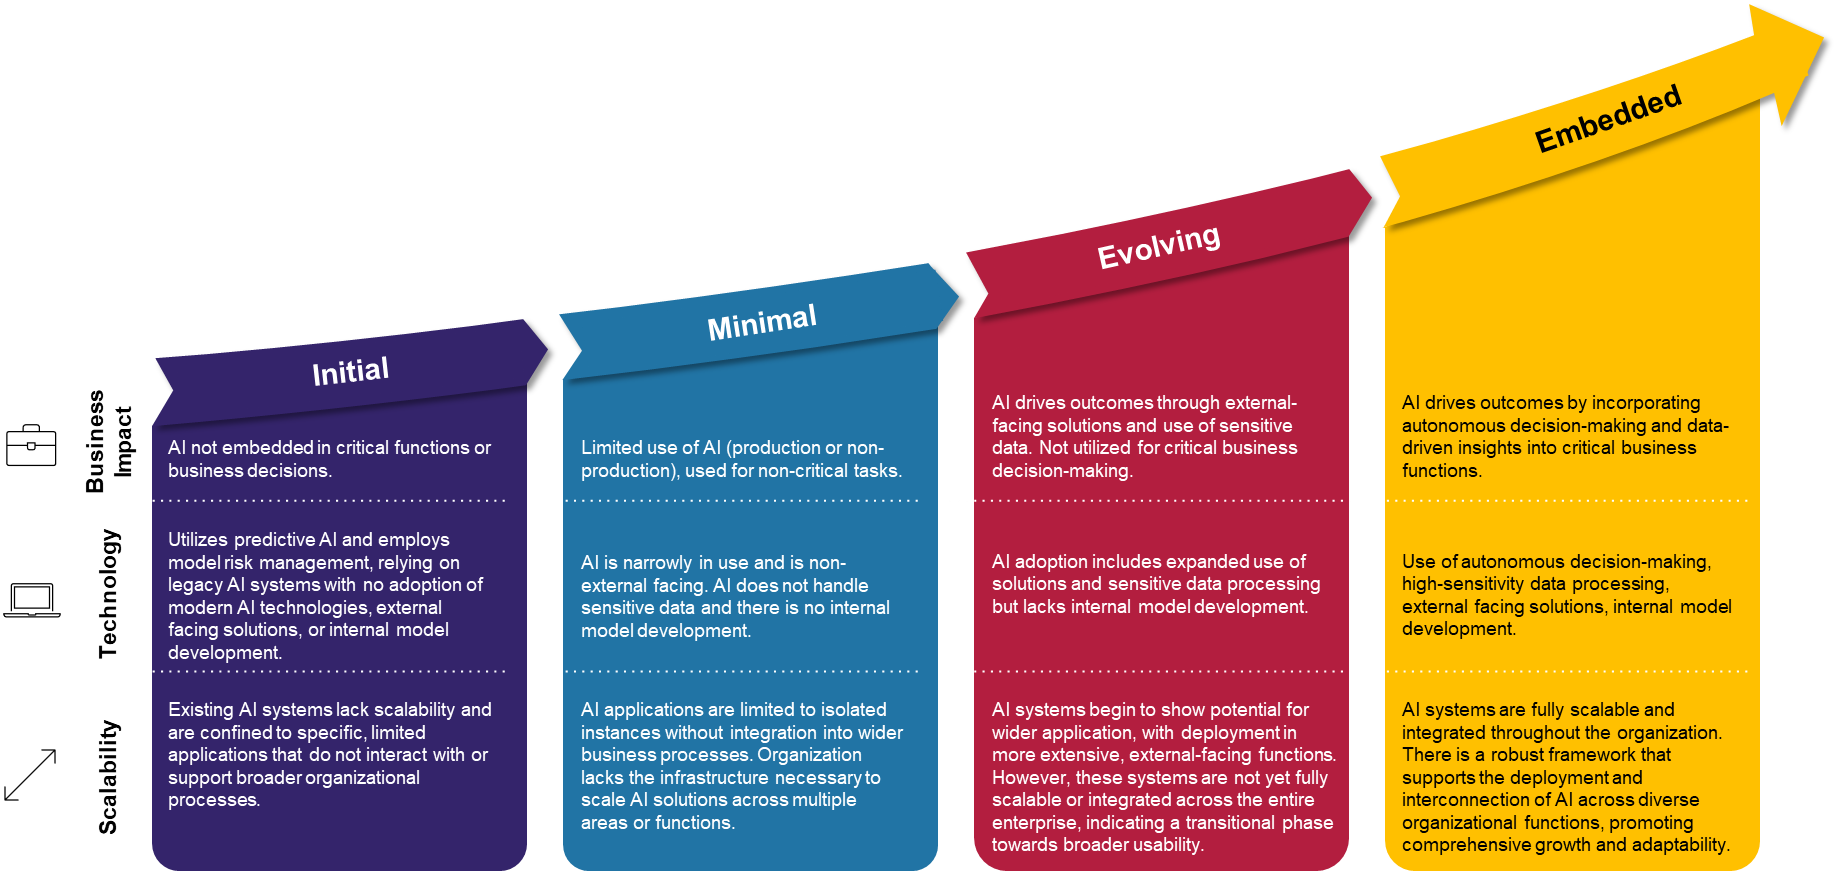 Initial
Minimal
Evolving
Embedded
Business
Impact
AI not embedded in critical functions or
business decisions.
Limited use of AI (production or non-
production), used for non-critical tasks.
AI drives outcomes through external-
facing solutions and use of sensitive
data. Not utilized for critical business
decision-making.
AI drives outcomes by incorporating
autonomous decision-making and data-
driven insights into critical business
functions.
Technology
Utilizes predictive AI and employs
model risk management, relying on
legacy AI systems with no adoption of
modern AI technologies, external
facing solutions, or internal model
development.
AI is narrowly in use and is non-
external facing. AI does not handle
sensitive data and there is no internal
model development.
AI adoption includes expanded use of
solutions and sensitive data processing
but lacks internal model development.
Use of autonomous decision-making,
high-sensitivity data processing,
external facing solutions, internal model
development.
Scalability
Existing AI systems lack scalability and
are confined to specific, limited
applications that do not interact with or
support broader organizational
processes.
AI applications are limited to isolated
instances without integration into wider
business processes. Organization
lacks the infrastructure necessary to
scale AI solutions across multiple
areas or functions.
AI systems begin to show potential for
wider application, with deployment in
more extensive, external-facing functions.
However, these systems are not yet fully
scalable or integrated across the entire
enterprise, indicating a transitional phase
towards broader usability.
AI systems are fully scalable and
integrated throughout the organization.
There is a robust framework that
supports the deployment and
interconnection of AI across diverse
organizational functions, promoting
comprehensive growth and adaptability.